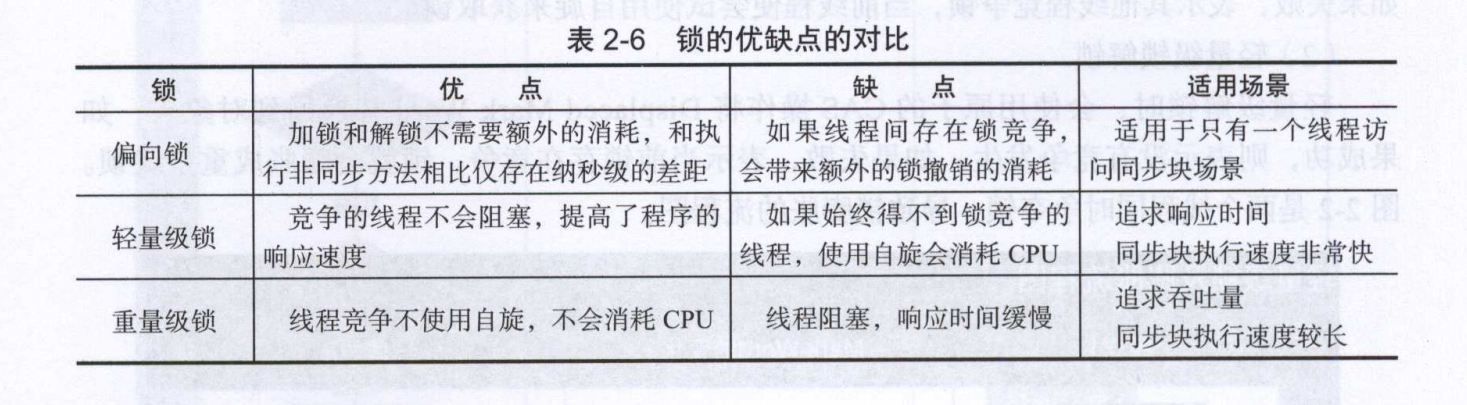 表 2-6 锁的优缺点的对比
锁 优 点 缺 点 适用场景
偏向锁
加锁和解锁不需要额外的消耗，和执
行非同步方法相比仅存在纳秒级的差距
如果线程间存在锁竞争，
会带来额外的锁撤销的消耗
适用于只有一个线程访
问同步块场景
轻量级锁
竞争的线程不会阻塞，提高了程序的
响应速度
如果始终得不到锁竞争的
线程，使用自旋会消耗 CPU
追求响应时间
同步块执行速度非常快
重量级锁
线程竞争不使用自旋，不会消耗 CPU
线程阻塞，响应时间缓慢
追求吞吐量
同步块执行速度较长